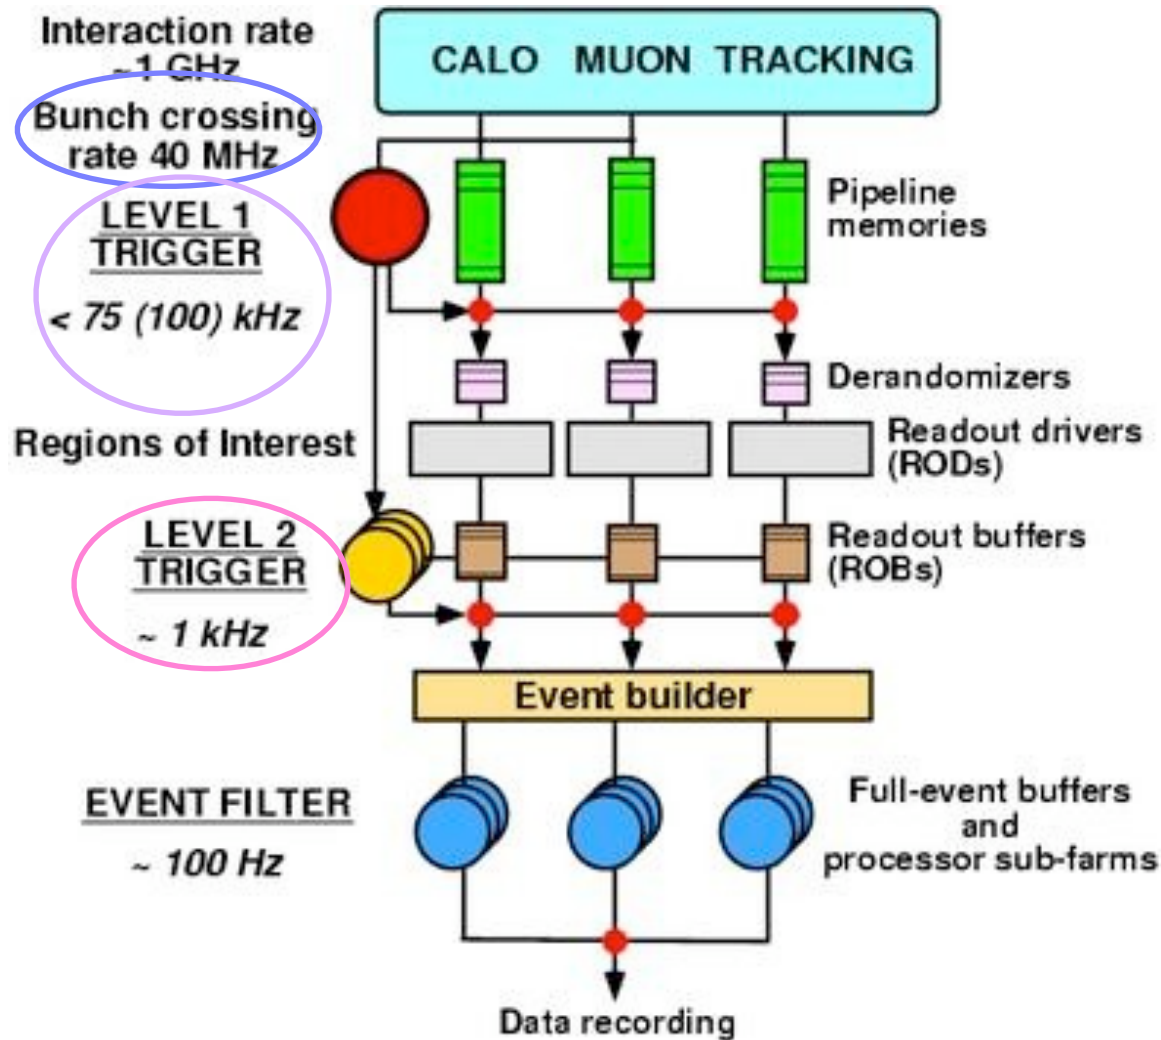 Interaction rate
~1 GHz
Bunch crossing
rate 40 MHz
CALO MUON TRACKING
LEVEL 1
TRIGGER
< 75 (100) kHz
Pipeline
memories
Derandomizers
Regions of Interest
Readout drivers
(RODs)
LEVEL 2
TRIGGER
~ 1 kHz
Readout buffers
(ROBs)
Event builder
EVENT FILTER
~ 100 Hz
Full-event buffers
and
processor sub-farms
Data recording